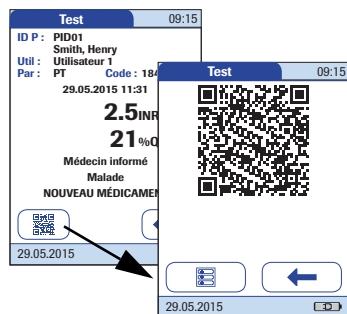 Test 09:15
ID P : PID01
Smith, Henry
Util : Utilisateur 1
Par : PT Code : 184
29.05.2015 11:31
2.5INR
21%Q
Médecin informé
Malade
NOUVEAU MÉDICAMEN
29.05.2015
Test 09:15
29.05.2015